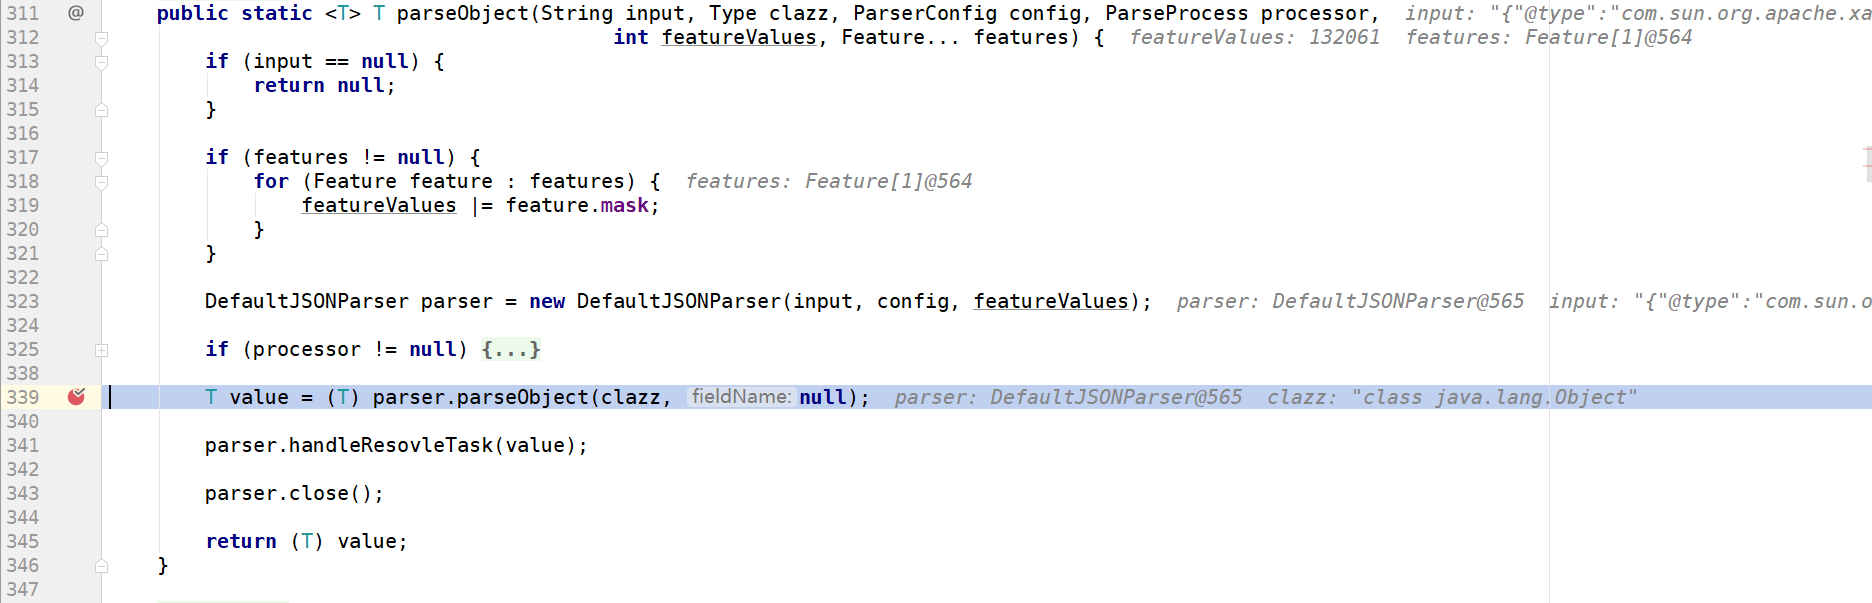 311 @ public static <T> T parseObject(String input, Type clazz, ParserConfig config, ParseProcess processor, input: "{"@type":"com.sun.org.apache.xa
312 int featureValues, Feature... features) { featureValues: 132061 features: Feature[1]@564
313 if (input == null) {
314 return null;
315 }
316
317 if (features != null) {
318 for (Feature feature : features) { features: Feature[1]@564
319 featureValues |= feature.mask;
320 }
321 }
322
323 DefaultJSONParser parser = new DefaultJSONParser(input, config, featureValues); parser: DefaultJSONParser@565 input: "{"@type":"com.sun.o
324
325 if (processor != null) {...}
338
339 T value = (T) parser.parseObject(clazz, fieldName: null); parser: DefaultJSONParser@565 clazz: "class java.lang.Object"
340
341 parser.handleResovleTask(value);
342
343 parser.close();
344
345 return (T) value;
346 }
347